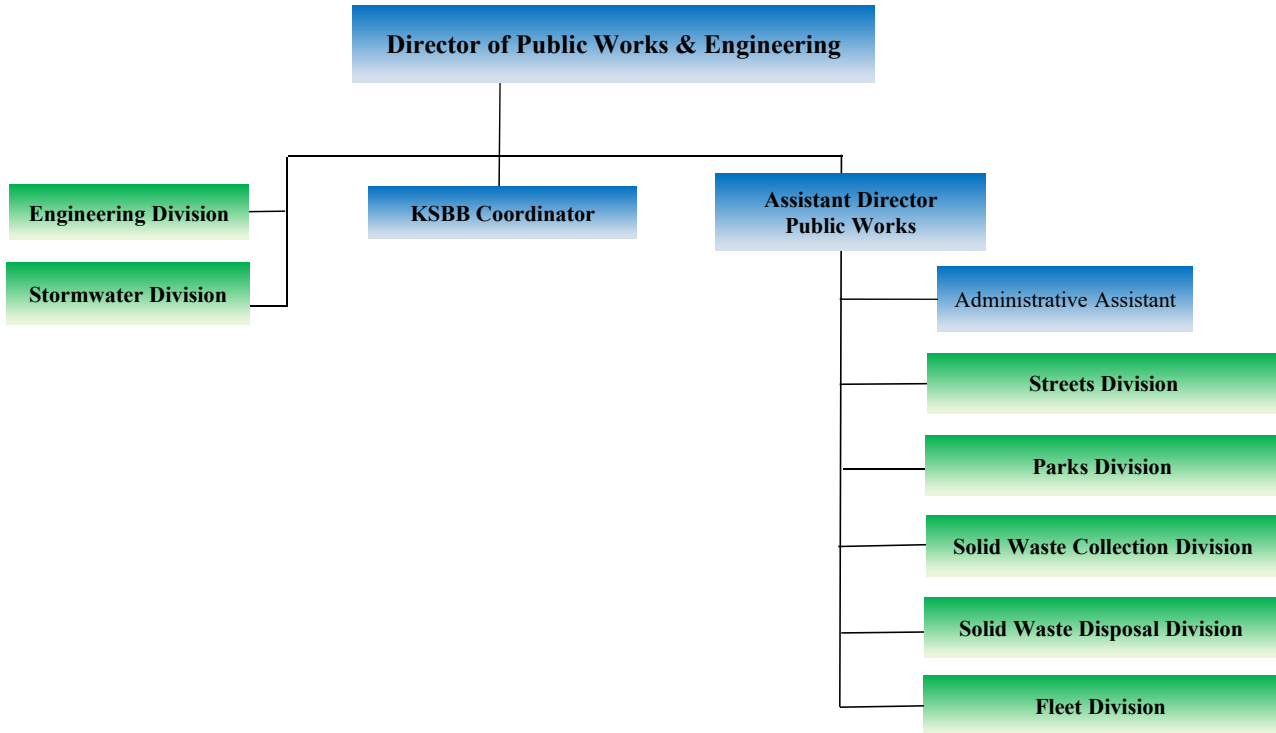 Director of Public Works & Engineering
Engineering Division
KSBB Coordinator
Assistant Director
Public Works
Stormwater Division
Administrative Assistant
Streets Division
Parks Division
Solid Waste Collection Division
Solid Waste Disposal Division
Fleet Division